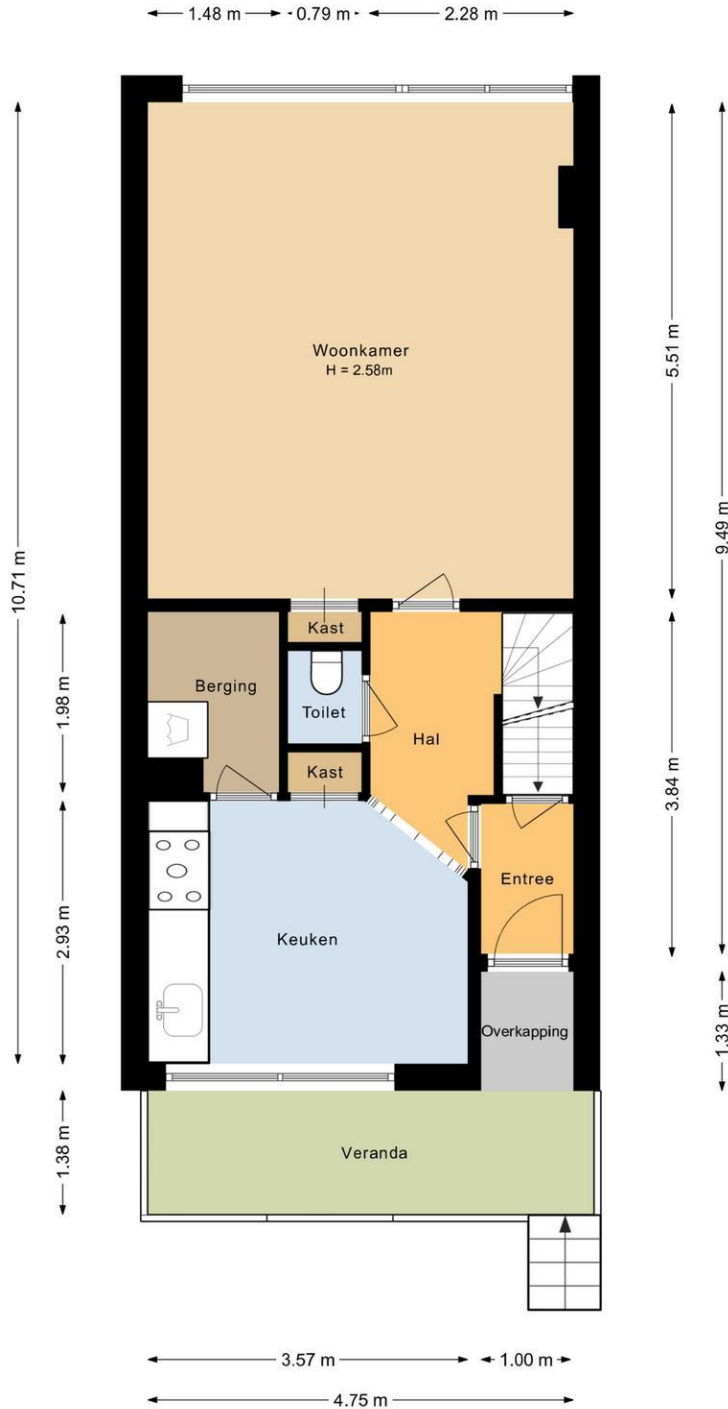 1.48 m
0.79 m
2.28 m
Woonkamer
H = 2.58m
5.51 m
9.49 m
10.71 m
Kast
Berging
Toilet
1.98 m
Hal
Kast
3.84 m
Entree
Keuken
2.93 m
Overkapping
1.33 m
Veranda
1.38 m
3.57 m
1.00 m
4.75 m